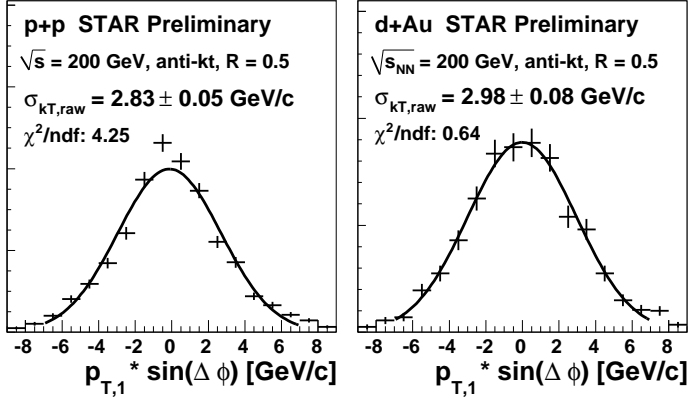 p+p STAR Preliminary
√s = 200 GeV, anti-kt, R = 0.5
σkT,raw = 2.83 ± 0.05 GeV/c
χ²/ndf: 4.25
-8 -6 -4 -2 0 2 4 6 8
pT,1 * sin(Δ ϕ) [GeV/c]
d+Au STAR Preliminary
√sNN = 200 GeV, anti-kt, R = 0.5
σkT,raw = 2.98 ± 0.08 GeV/c
χ²/ndf: 0.64
-8 -6 -4 -2 0 2 4 6 8
pT,1 * sin(Δ ϕ) [GeV/c]